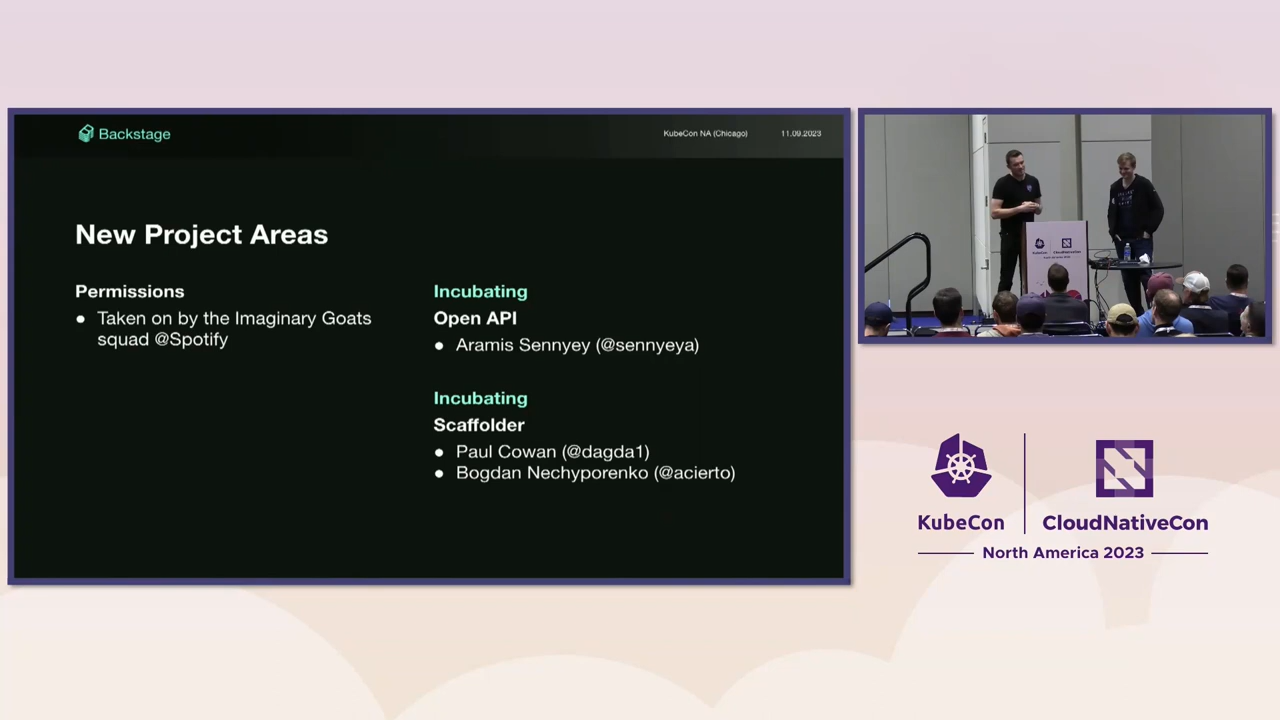 Backstage
KubeCon NA (Chicago)
11.09.2023
New Project Areas
Permissions
● Taken on by the Imaginary Goats
squad @Spotify
Incubating
Open API
● Aramis Sennyey (@sennyeya)
Incubating
Scaffolder
● Paul Cowan (@dagda1)
● Bogdan Nechyporenko (@acierto)
KubeCon
CloudNativeCon
North America 2023